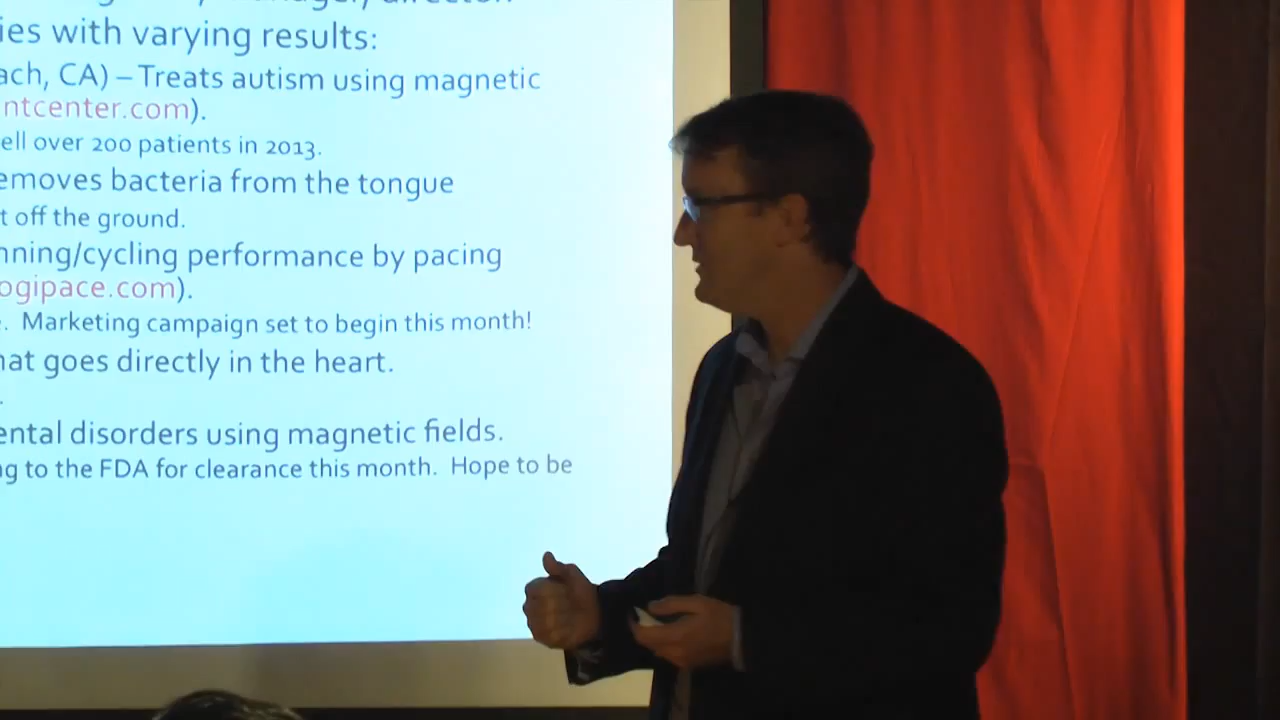 ies with varying results:
ach, CA) – Treats autism using magnetic
ntcenter.com).
ell over 200 patients in 2013.
emoves bacteria from the tongue
t off the ground.
nning/cycling performance by pacing
ogipace.com).
. Marketing campaign set to begin this month!
hat goes directly in the heart.
.
ental disorders using magnetic fields.
ng to the FDA for clearance this month. Hope to be